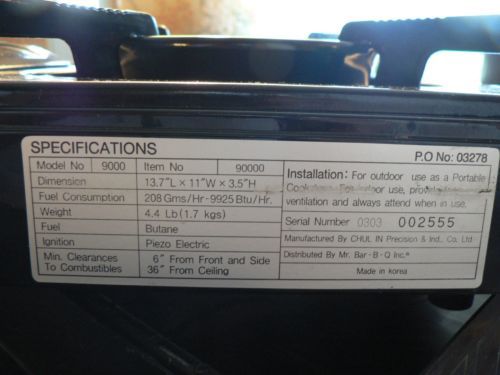 SPECIFICATIONS
P.O No: 03278
Model No 9000 Item No 90000
Dimension 13.7"L × 11"W × 3.5"H
Fuel Consumption 208 Gms/Hr-9925 Btu/Hr.
Weight 4.4 Lb(1.7 kgs)
Fuel Butane
Ignition Piezo Electric
Min. Clearances 6" From Front and Side
To Combustibles 36" From Ceiling
Installation: For outdoor use as a Portable
For indoor use,
ventilation and always attend when in use.
Serial Number 0303 002555
Manufactured By CHUL IN Precision & Ind., Co. Ltd
Distributed By Mr. Bar-B-Q Inc.®
Made in korea